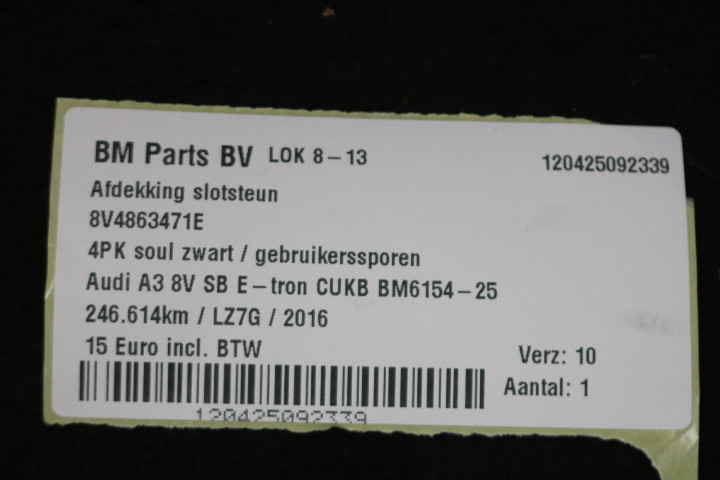 BM Parts BV LOK 8-13 120425092339
Afdekking slotsteun
8V4863471E
4PK soul zwart / gebruikerssporen
Audi A3 8V SB E-tron CUKB BM6154-25
246.614km / LZ7G / 2016
15 Euro incl. BTW Verz: 10
Aantal: 1
120425092339